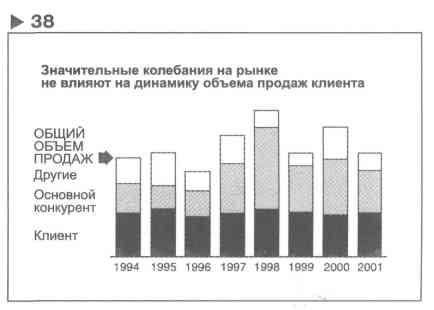 ▶ 38
Значительные колебания на рынке
не влияют на динамику объема продаж клиента
ОБЩИЙ
ОБЪЕМ
ПРОДАЖ
Другие
Основной
конкурент
Клиент
1994 1995 1996 1997 1998 1999 2000 2001